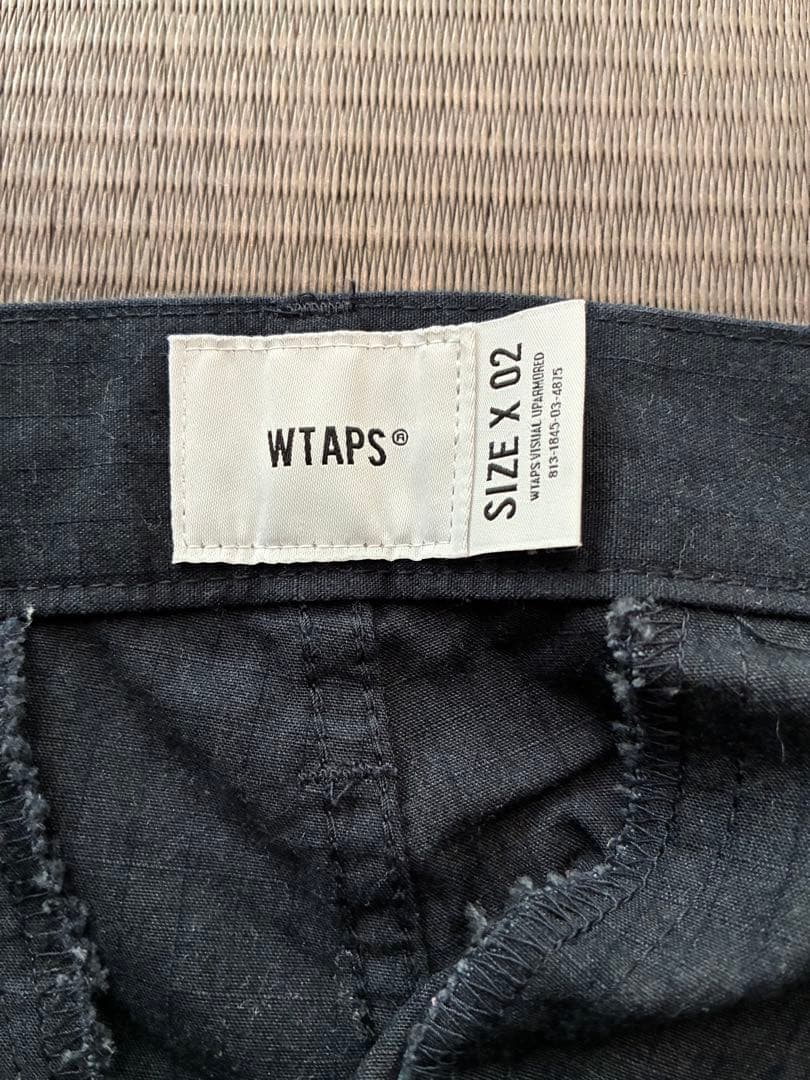 WTAPS®
SIZE X 02
WTAPS VISUAL UPARMORED
813-1845-03-4815